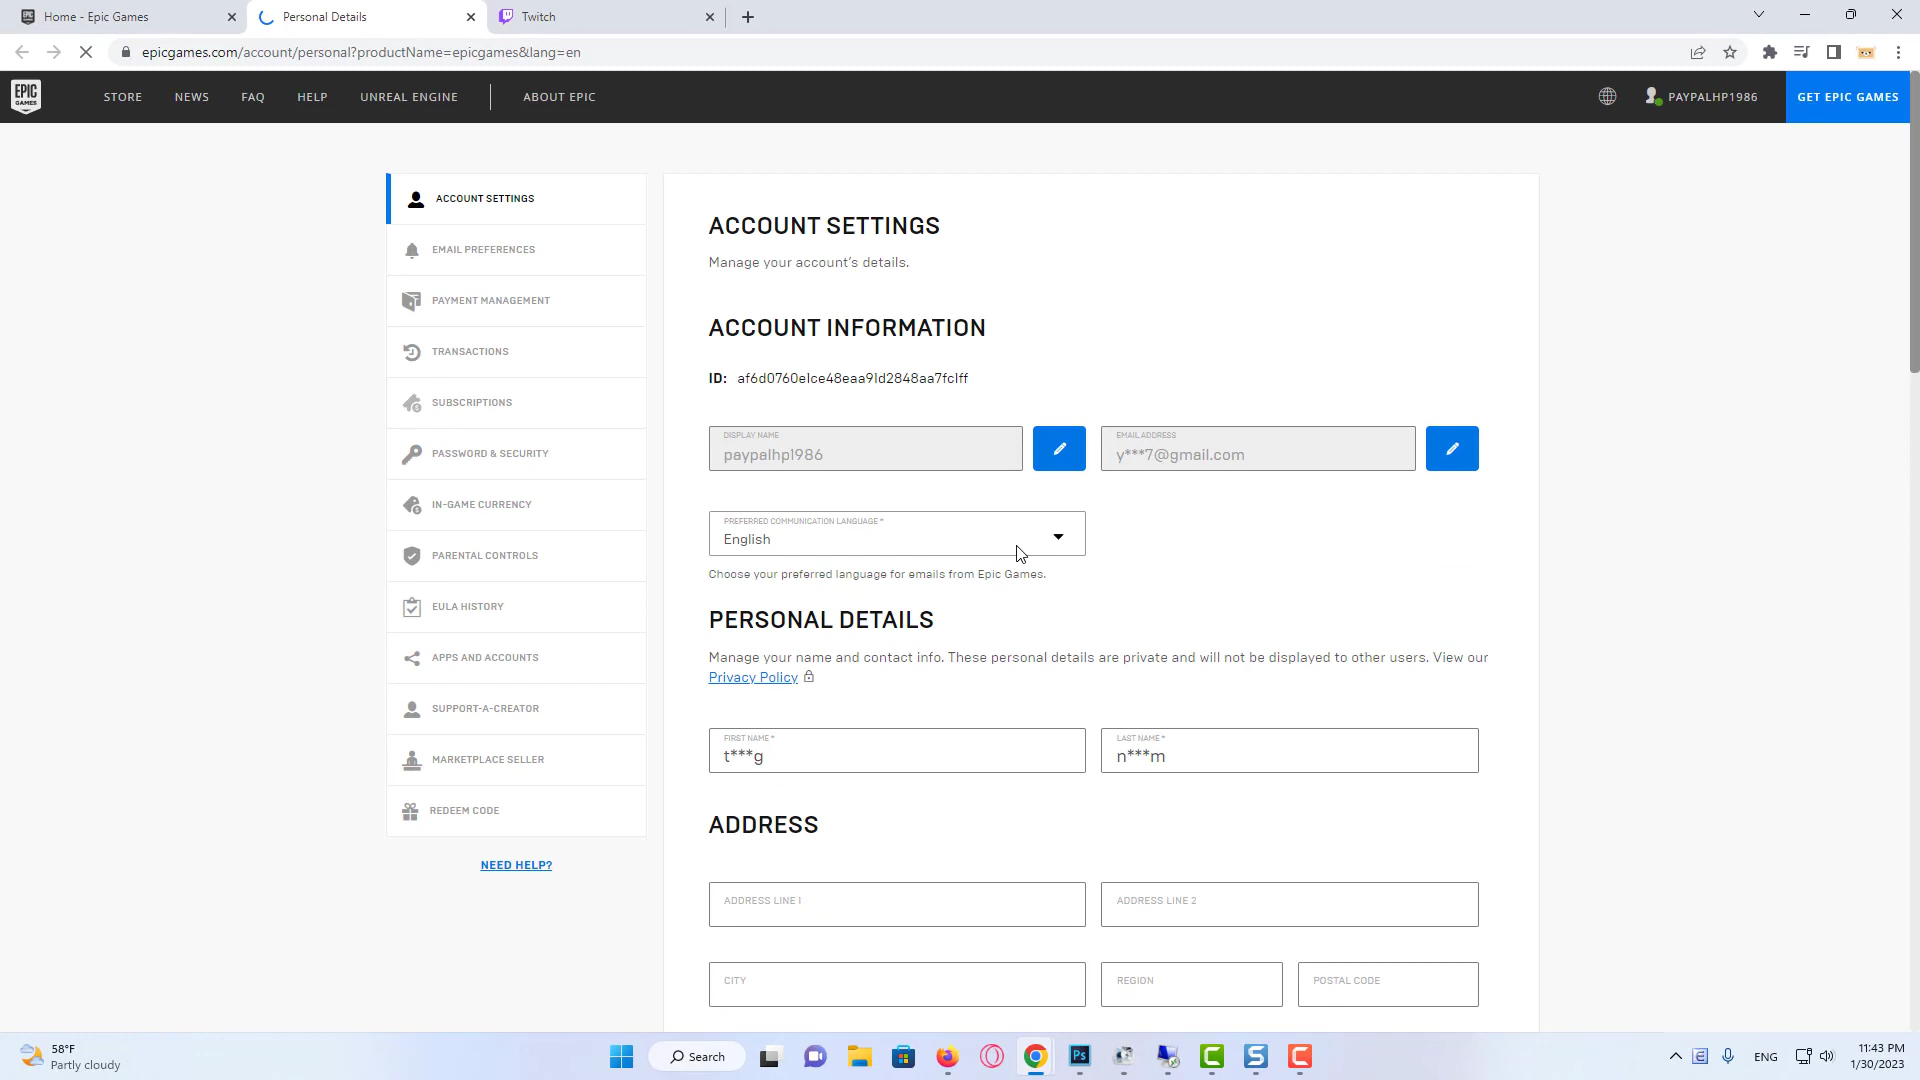 Home - Epic Games
Personal Details
Twitch
epicgames.com/account/personal?productName=epicgames&lang=en
EPIC GAMES
STORE
NEWS
FAQ
HELP
UNREAL ENGINE
ABOUT EPIC
PAYPALHP1986
GET EPIC GAMES
ACCOUNT SETTINGS
EMAIL PREFERENCES
PAYMENT MANAGEMENT
TRANSACTIONS
SUBSCRIPTIONS
PASSWORD & SECURITY
IN-GAME CURRENCY
PARENTAL CONTROLS
EULA HISTORY
APPS AND ACCOUNTS
SUPPORT-A-CREATOR
MARKETPLACE SELLER
REDEEM CODE
NEED HELP?
ACCOUNT SETTINGS
Manage your account's details.
ACCOUNT INFORMATION
ID: af6d0760e1ce48eaa91d2848aa7fc1ff
DISPLAY NAME
paypalhp1986
EMAIL ADDRESS
y***7@gmail.com
PREFERRED COMMUNICATION LANGUAGE *
English
Choose your preferred language for emails from Epic Games.
PERSONAL DETAILS
Manage your name and contact info. These personal details are private and will not be displayed to other users. View our
Privacy Policy
FIRST NAME *
t***g
LAST NAME *
n***m
ADDRESS
ADDRESS LINE 1
ADDRESS LINE 2
CITY
REGION
POSTAL CODE
58°F
Partly cloudy
Search
Ps
ENG
11:43 PM
1/30/2023